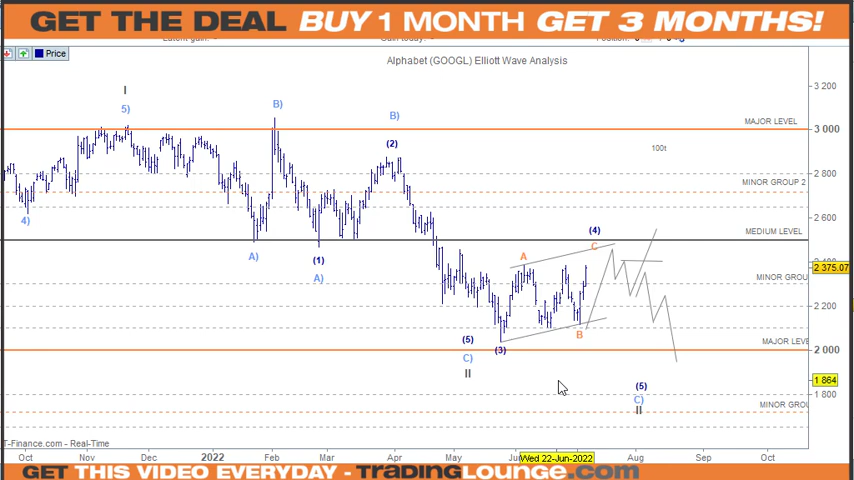 GET THE DEAL BUY 1 MONTH GET 3 MONTHS!
Price
Alphabet (GOOGL) Elliott Wave Analysis
3 200
I
5)
B)
B)
MAJOR LEVEL
3 000
(2)
100t
2 800
MINOR GROUP 2
4)
2 600
(4)
MEDIUM LEVEL
C
A)
(1)
A
A)
2 400
2 375.07
MINOR GROU
2 200
B
(5)
(3)
MAJOR LEVE
2 000
C)
II
1 864
(5)
1 800
C)
MINOR GROU
II
T-Finance.com - Real-Time
Oct Nov Dec 2022 Feb Mar Apr May Wed 22-Jun-2022 Aug Sep Oct
GET THIS VIDEO EVERYDAY - TradingLounge.com